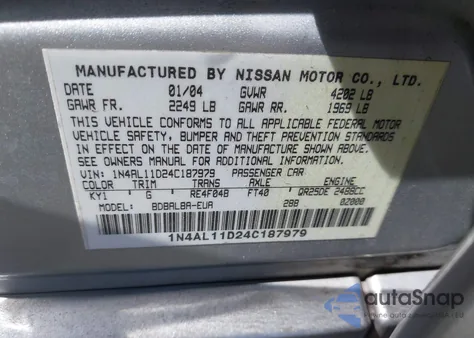 MANUFACTURED BY NISSAN MOTOR CO., LTD.
DATE 01/04 GVWR 4202 LB
GAWR FR. 2249 LB GAWR RR. 1969 LB
THIS VEHICLE CONFORMS TO ALL APPLICABLE FEDERAL MOTOR
VEHICLE SAFETY, BUMPER AND THEFT PREVENTION STANDARDS
IN EFFECT ON THE DATE OF MANUFACTURE SHOWN ABOVE.
SEE OWNERS MANUAL FOR ADDITIONAL INFORMATION.
VIN: 1N4AL11D24C187979 PASSENGER CAR
COLOR TRIM TRANS AXLE ENGINE
KY1 G RE4F04B FT40 QR25DE 2488CC
MODEL: BDBALBA-EUA 288 02000
1N4AL11D24C187979
autoSnap